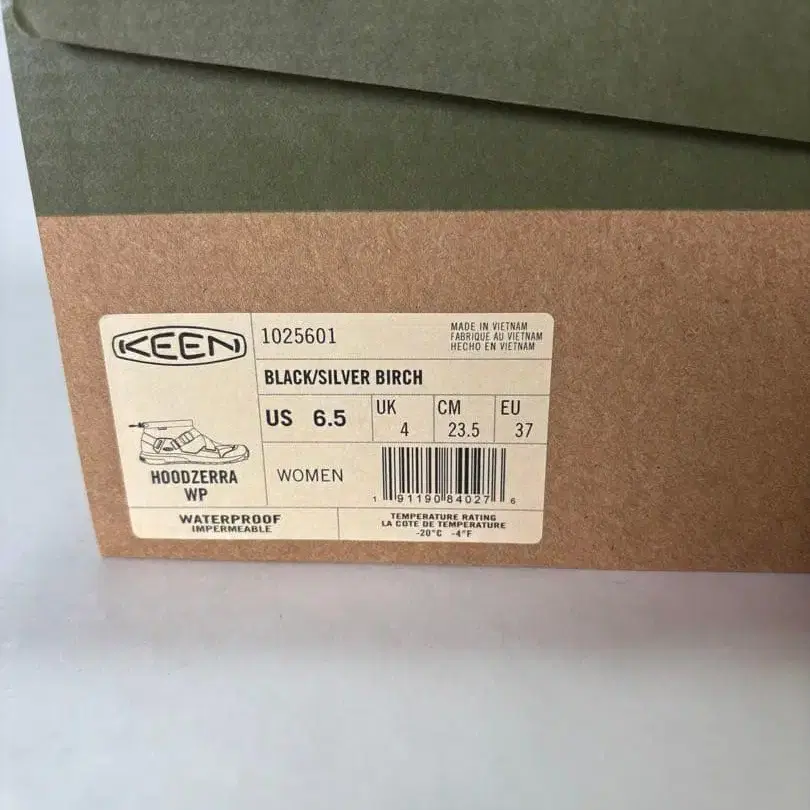 KEEN
1025601
MADE IN VIETNAM
FABRIQUÉ AU VIETNAM
HECHO EN VIETNAM
BLACK/SILVER BIRCH
US 6.5
UK
4
CM
23.5
EU
37
HOODZERRA
WP
WOMEN
1 91190 84027 6
WATERPROOF
IMPERMEABLE
TEMPERATURE RATING
LA COTE DE TEMPERATURE
-20°C -4°F